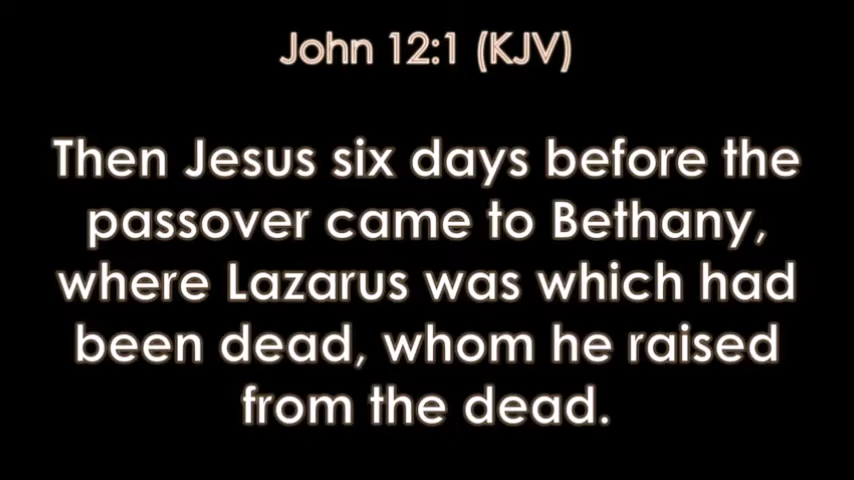 John 12:1 (KJV)
Then Jesus six days before the
passover came to Bethany,
where Lazarus was which had
been dead, whom he raised
from the dead.